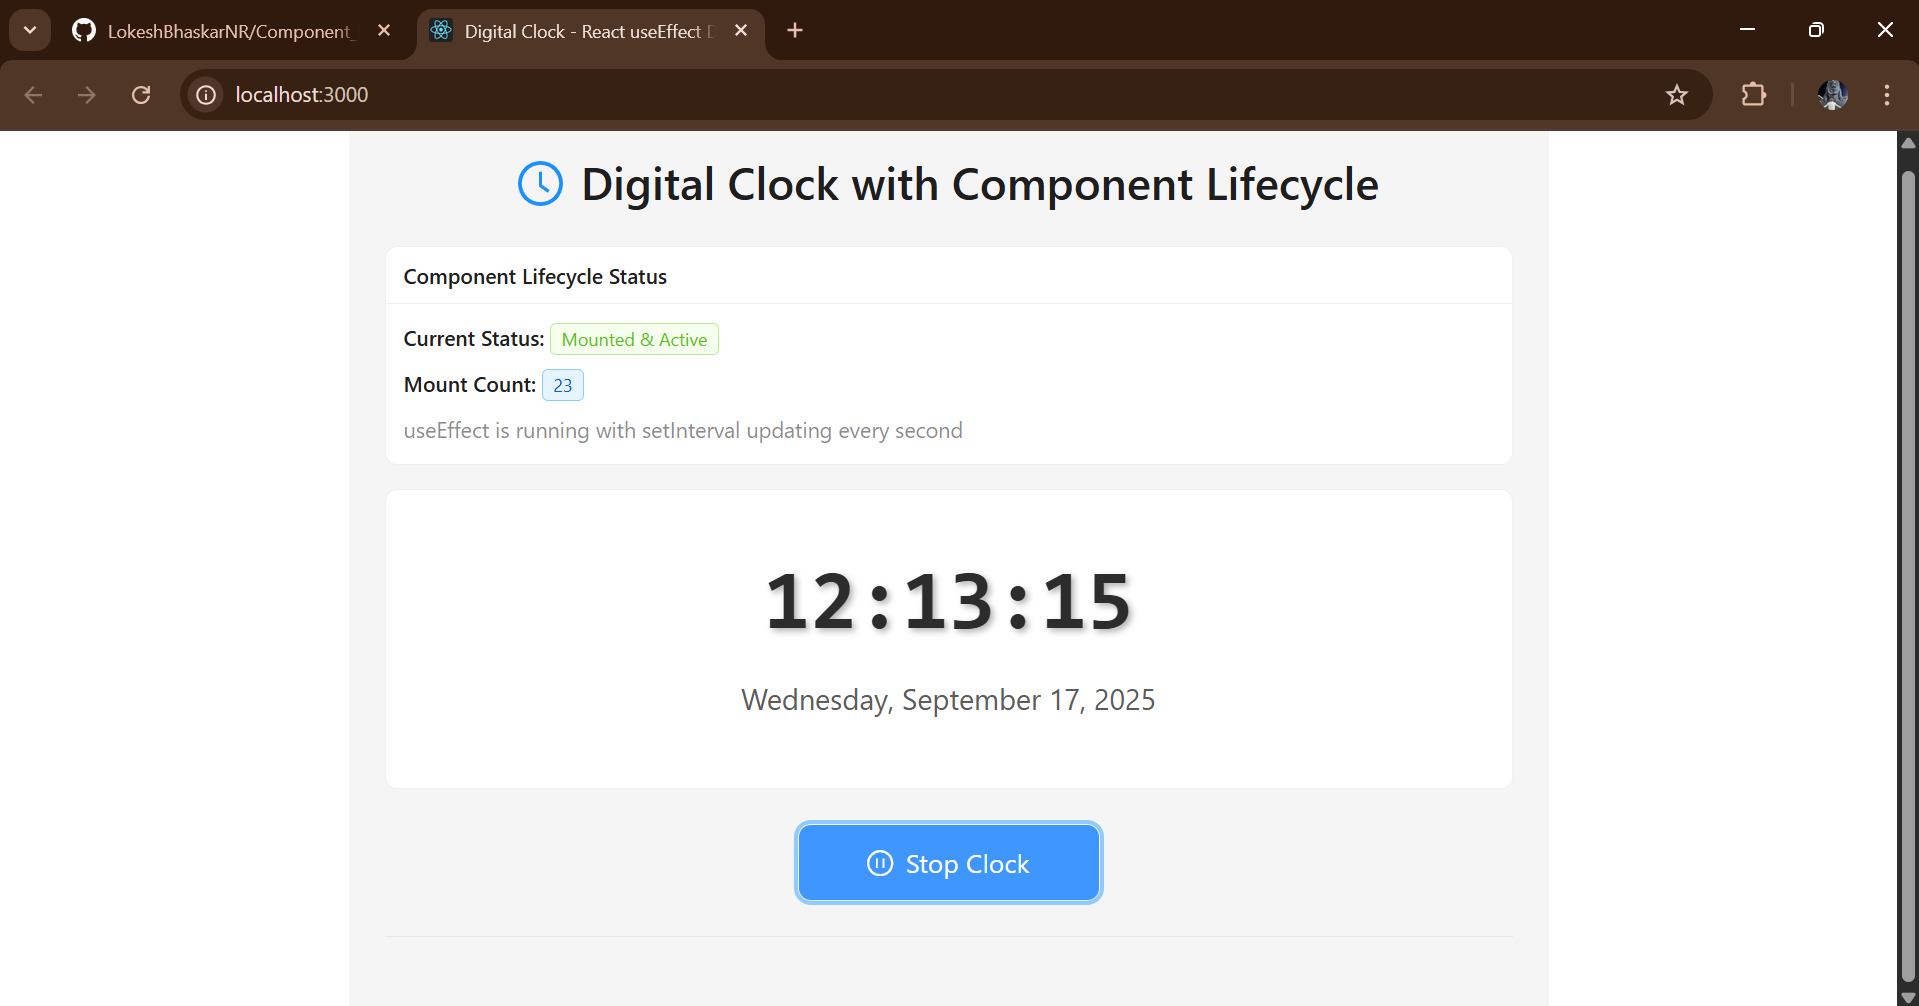 LokeshBhaskarNR/Component_
Digital Clock - React useEffect D
localhost:3000
Digital Clock with Component Lifecycle
Component Lifecycle Status
Current Status: Mounted & Active
Mount Count: 23
useEffect is running with setInterval updating every second
12:13:15
Wednesday, September 17, 2025
Stop Clock